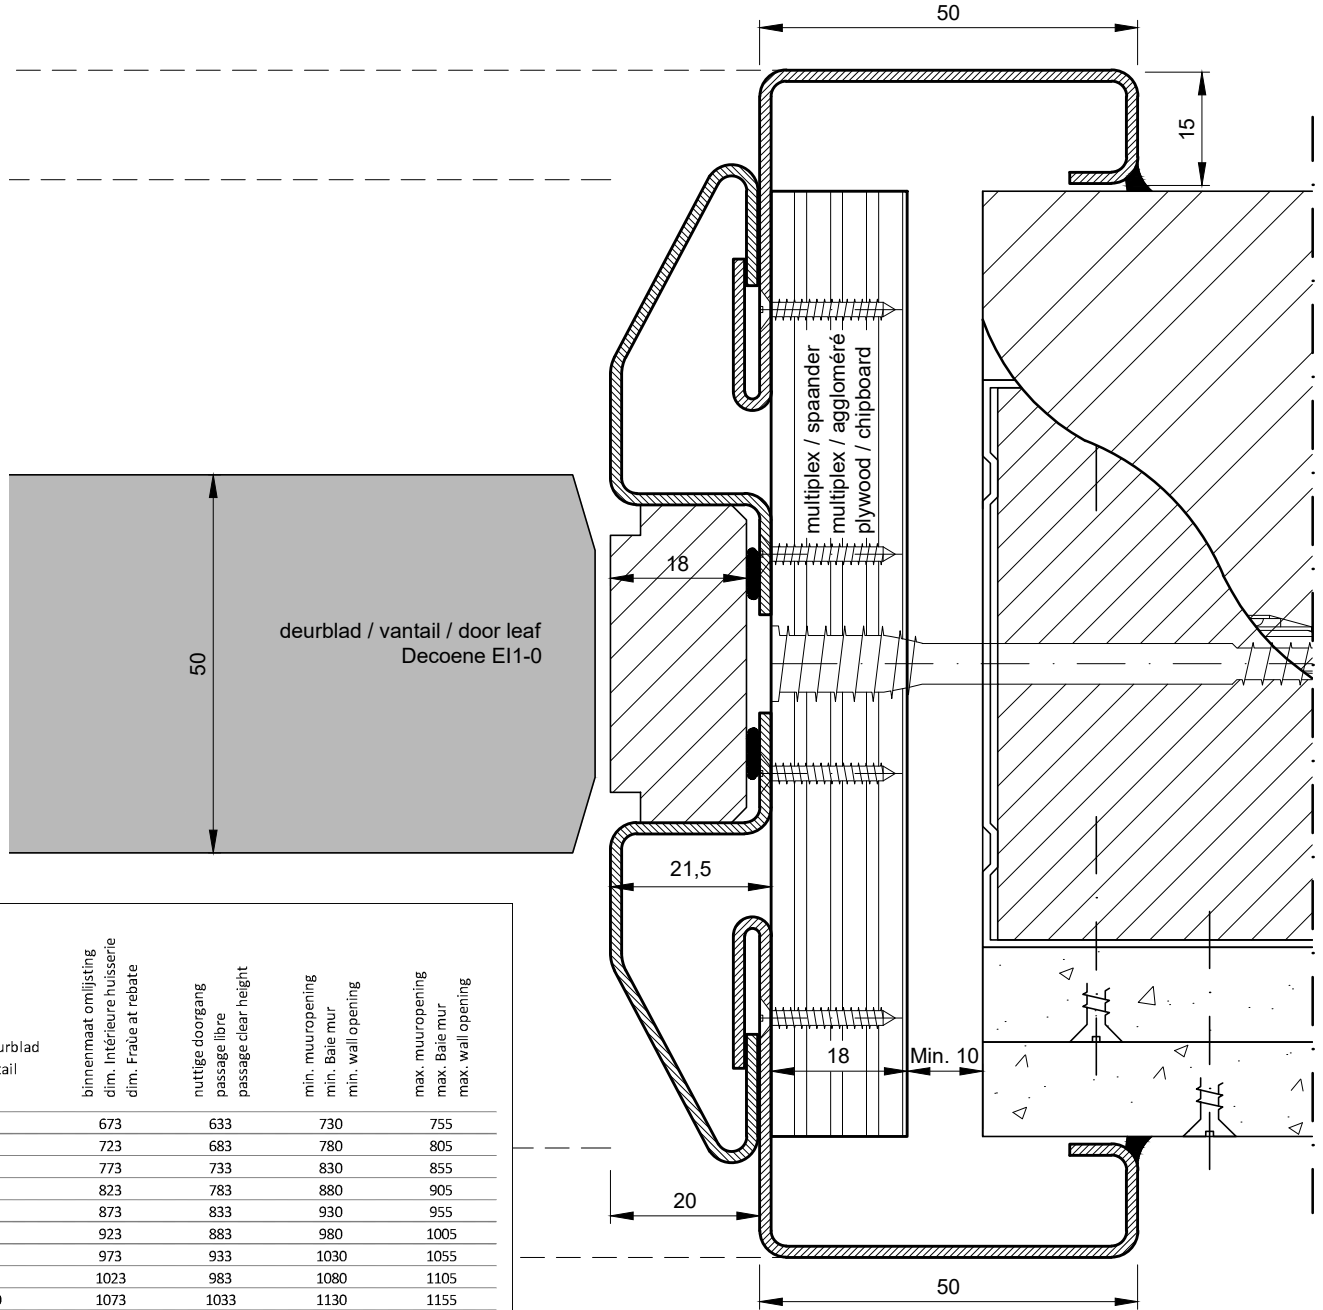 50
15
multiplex / spaander
multiplex / aggloméré
plywood / chipboard
18
deurblad / vantail / door leaf
Decoene EI1-0
50
21,5
18
Min. 10
20
50
binnenmaat omlijsting
dim. Intérieure huisserie
dim. Fraüe at rebate
nuttige doorgang
passage libre
passage clear height
min. muuropening
min. Baie mur
min. wall opening
max. muuropening
max. Baie mur
max. wall opening
673 633 730 755
723 683 780 805
773 733 830 855
823 783 880 905
873 833 930 955
923 883 980 1005
973 933 1030 1055
1023 983 1080 1105
1073 1033 1130 1155